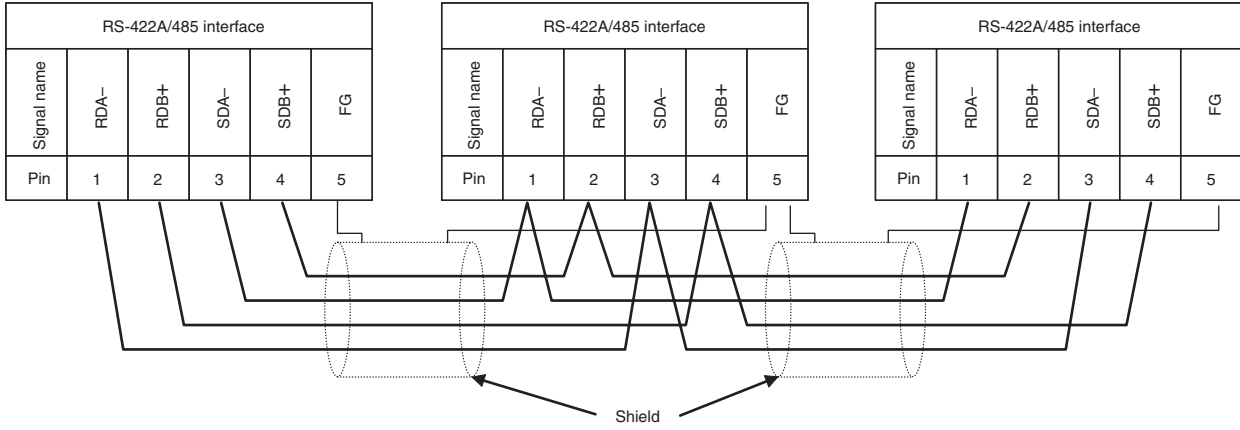 RS-422A/485 interface
Signal name RDA– RDB+ SDA– SDB+ FG
Pin 1 2 3 4 5
RS-422A/485 interface
Signal name RDA– RDB+ SDA– SDB+ FG
Pin 1 2 3 4 5
RS-422A/485 interface
Signal name RDA– RDB+ SDA– SDB+ FG
Pin 1 2 3 4 5
Shield